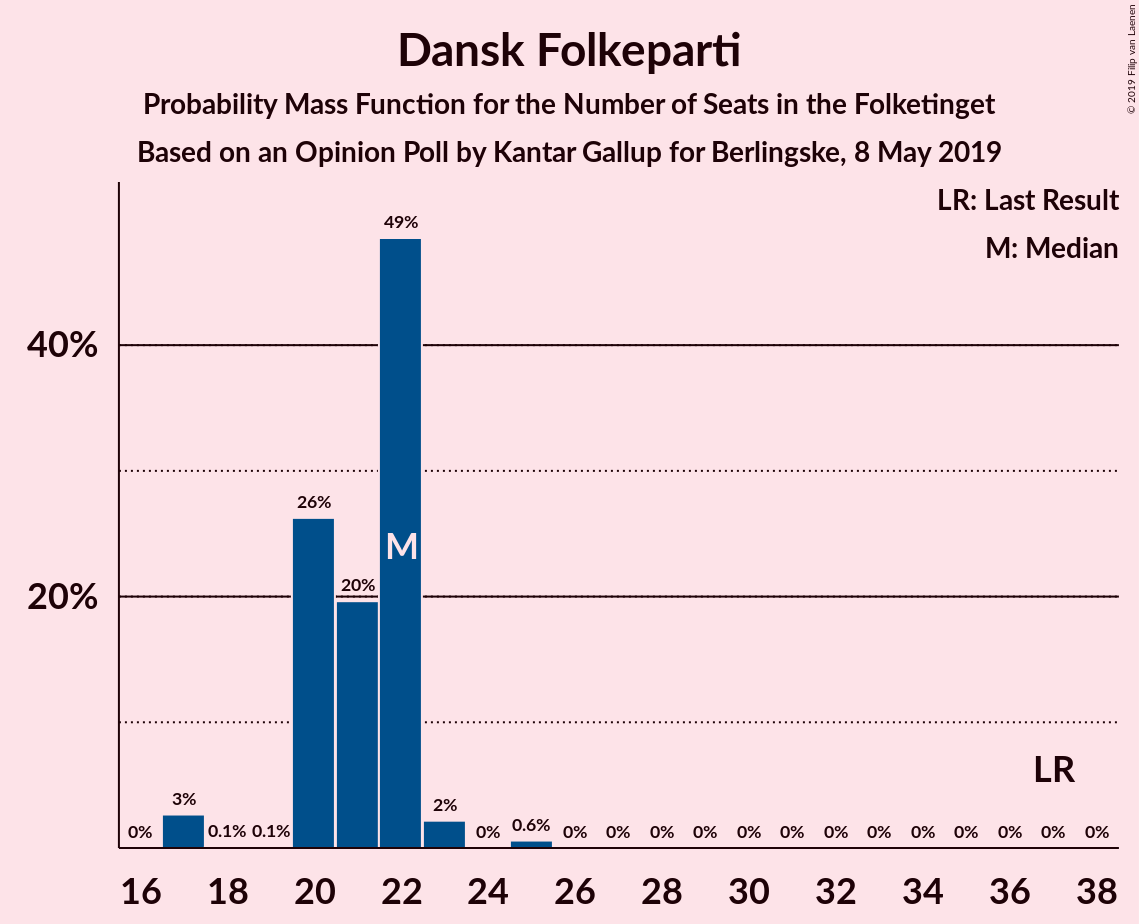 Dansk Folkeparti
Probability Mass Function for the Number of Seats in the Folketinget
Based on an Opinion Poll by Kantar Gallup for Berlingske, 8 May 2019
© 2019 Filip van Laenen
LR: Last Result
M: Median
40%
20%
0%
3%
0.1%
0.1%
26%
20%
49%
M
2%
0%
0.6%
0%
0%
0%
0%
0%
0%
0%
0%
0%
0%
0%
0%
0%
LR
16 18 20 22 24 26 28 30 32 34 36 38